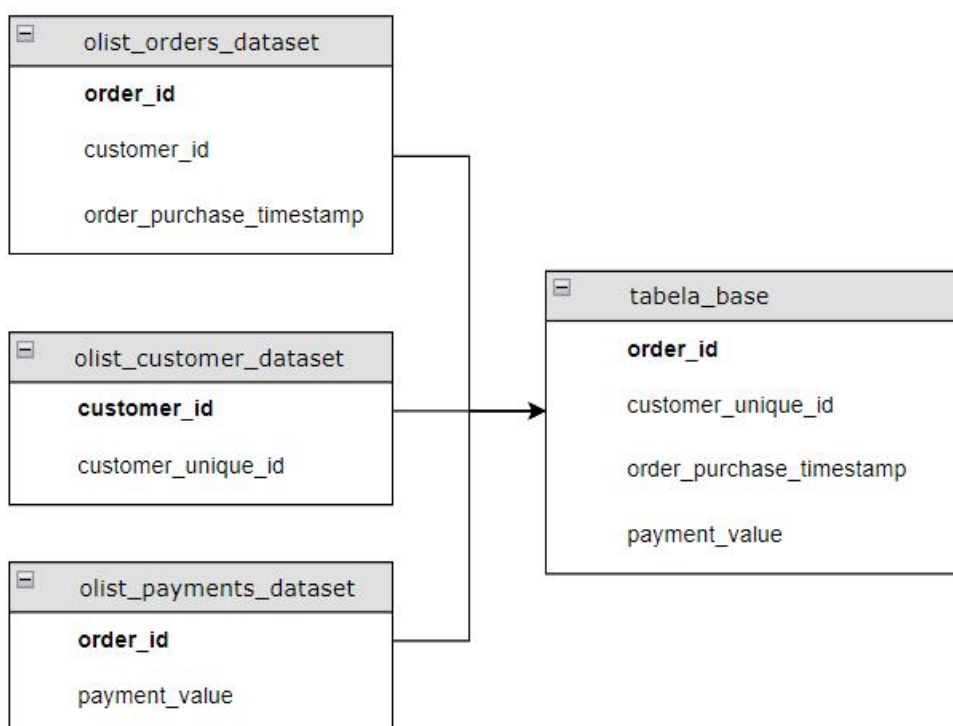 olist_orders_dataset
order_id
customer_id
order_purchase_timestamp
olist_customer_dataset
customer_id
customer_unique_id
olist_payments_dataset
order_id
payment_value
tabela_base
order_id
customer_unique_id
order_purchase_timestamp
payment_value